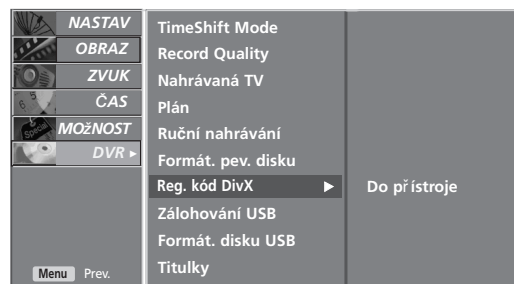 NASTAV
OBRAZ
ZVUK
ČAS
MOžNOST
DVR ▶
Menu Prev.
TimeShift Mode
Record Quality
Nahrávaná TV
Plán
Ruční nahrávání
Formát. pev. disku
Reg. kód DivX ▶
Zálohování USB
Formát. disku USB
Titulky
Do přístroje